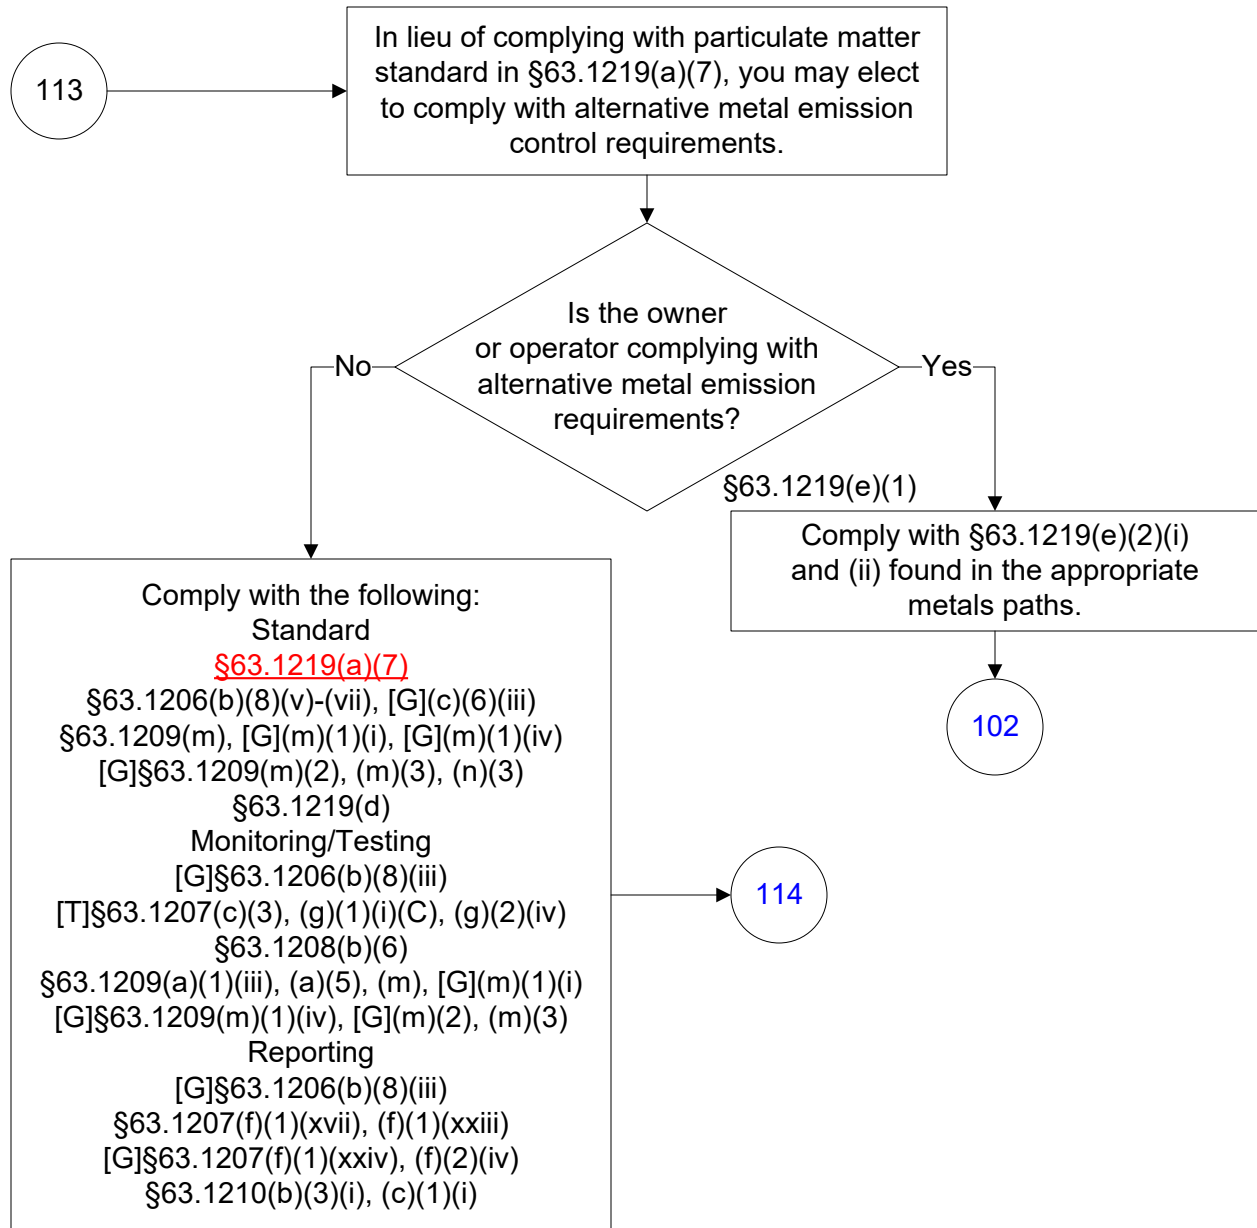 113
In lieu of complying with particulate matter
standard in §63.1219(a)(7), you may elect
to comply with alternative metal emission
control requirements.
Is the owner
or operator complying with
alternative metal emission
requirements?
No
Yes
§63.1219(e)(1)
Comply with §63.1219(e)(2)(i)
and (ii) found in the appropriate
metals paths.
102
Comply with the following:
Standard
§63.1219(a)(7)
§63.1206(b)(8)(v)-(vii), [G](c)(6)(iii)
§63.1209(m), [G](m)(1)(i), [G](m)(1)(iv)
[G]§63.1209(m)(2), (m)(3), (n)(3)
§63.1219(d)
Monitoring/Testing
[G]§63.1206(b)(8)(iii)
[T]§63.1207(c)(3), (g)(1)(i)(C), (g)(2)(iv)
§63.1208(b)(6)
§63.1209(a)(1)(iii), (a)(5), (m), [G](m)(1)(i)
[G]§63.1209(m)(1)(iv), [G](m)(2), (m)(3)
Reporting
[G]§63.1206(b)(8)(iii)
§63.1207(f)(1)(xvii), (f)(1)(xxiii)
[G]§63.1207(f)(1)(xxiv), (f)(2)(iv)
§63.1210(b)(3)(i), (c)(1)(i)
114